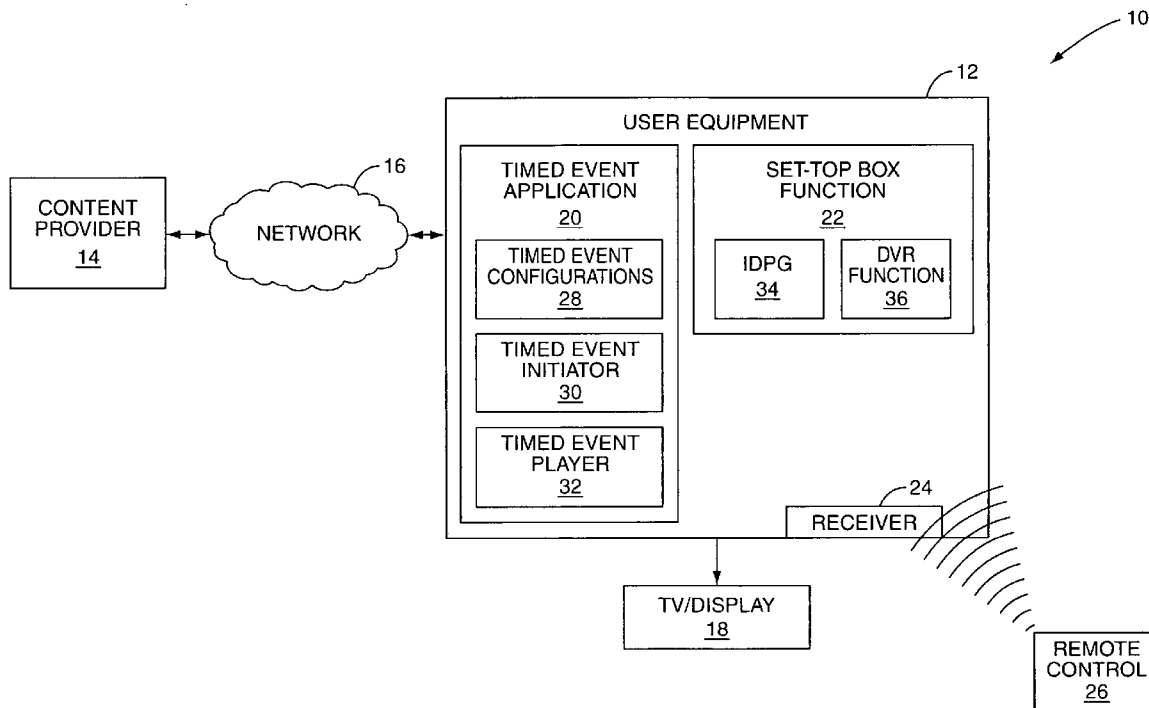 10
12
USER EQUIPMENT
16
CONTENT
PROVIDER
14
NETWORK
TIMED EVENT
APPLICATION
20
TIMED EVENT
CONFIGURATIONS
28
TIMED EVENT
INITIATOR
30
TIMED EVENT
PLAYER
32
SET-TOP BOX
FUNCTION
22
IDPG
34
DVR
FUNCTION
36
24
RECEIVER
TV/DISPLAY
18
REMOTE
CONTROL
26